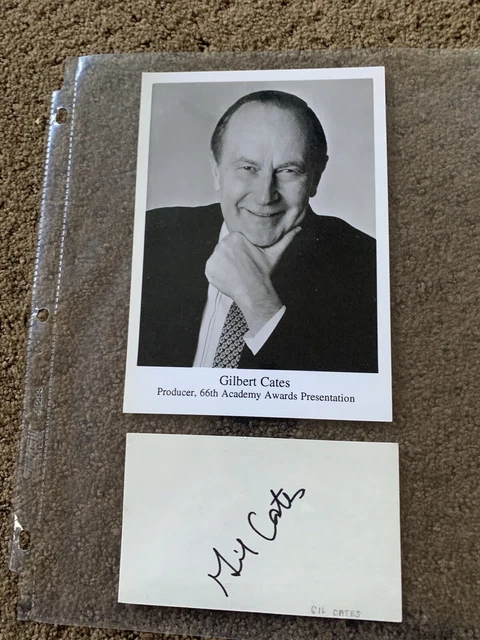 Gilbert Cates
Producer, 66th Academy Awards Presentation
Gil Cates
GIL CATES